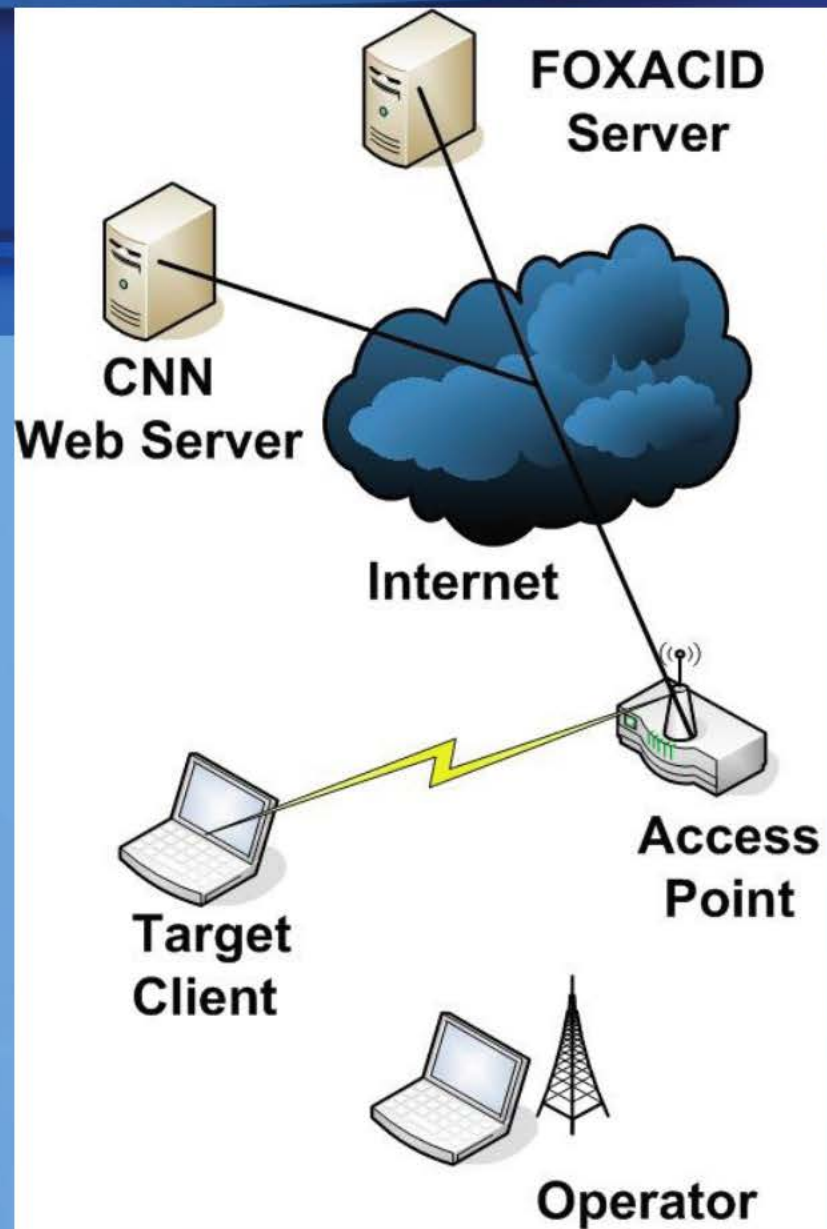 FOXACID
Server
CNN
Web Server
Internet
Access
Point
Target
Client
Operator